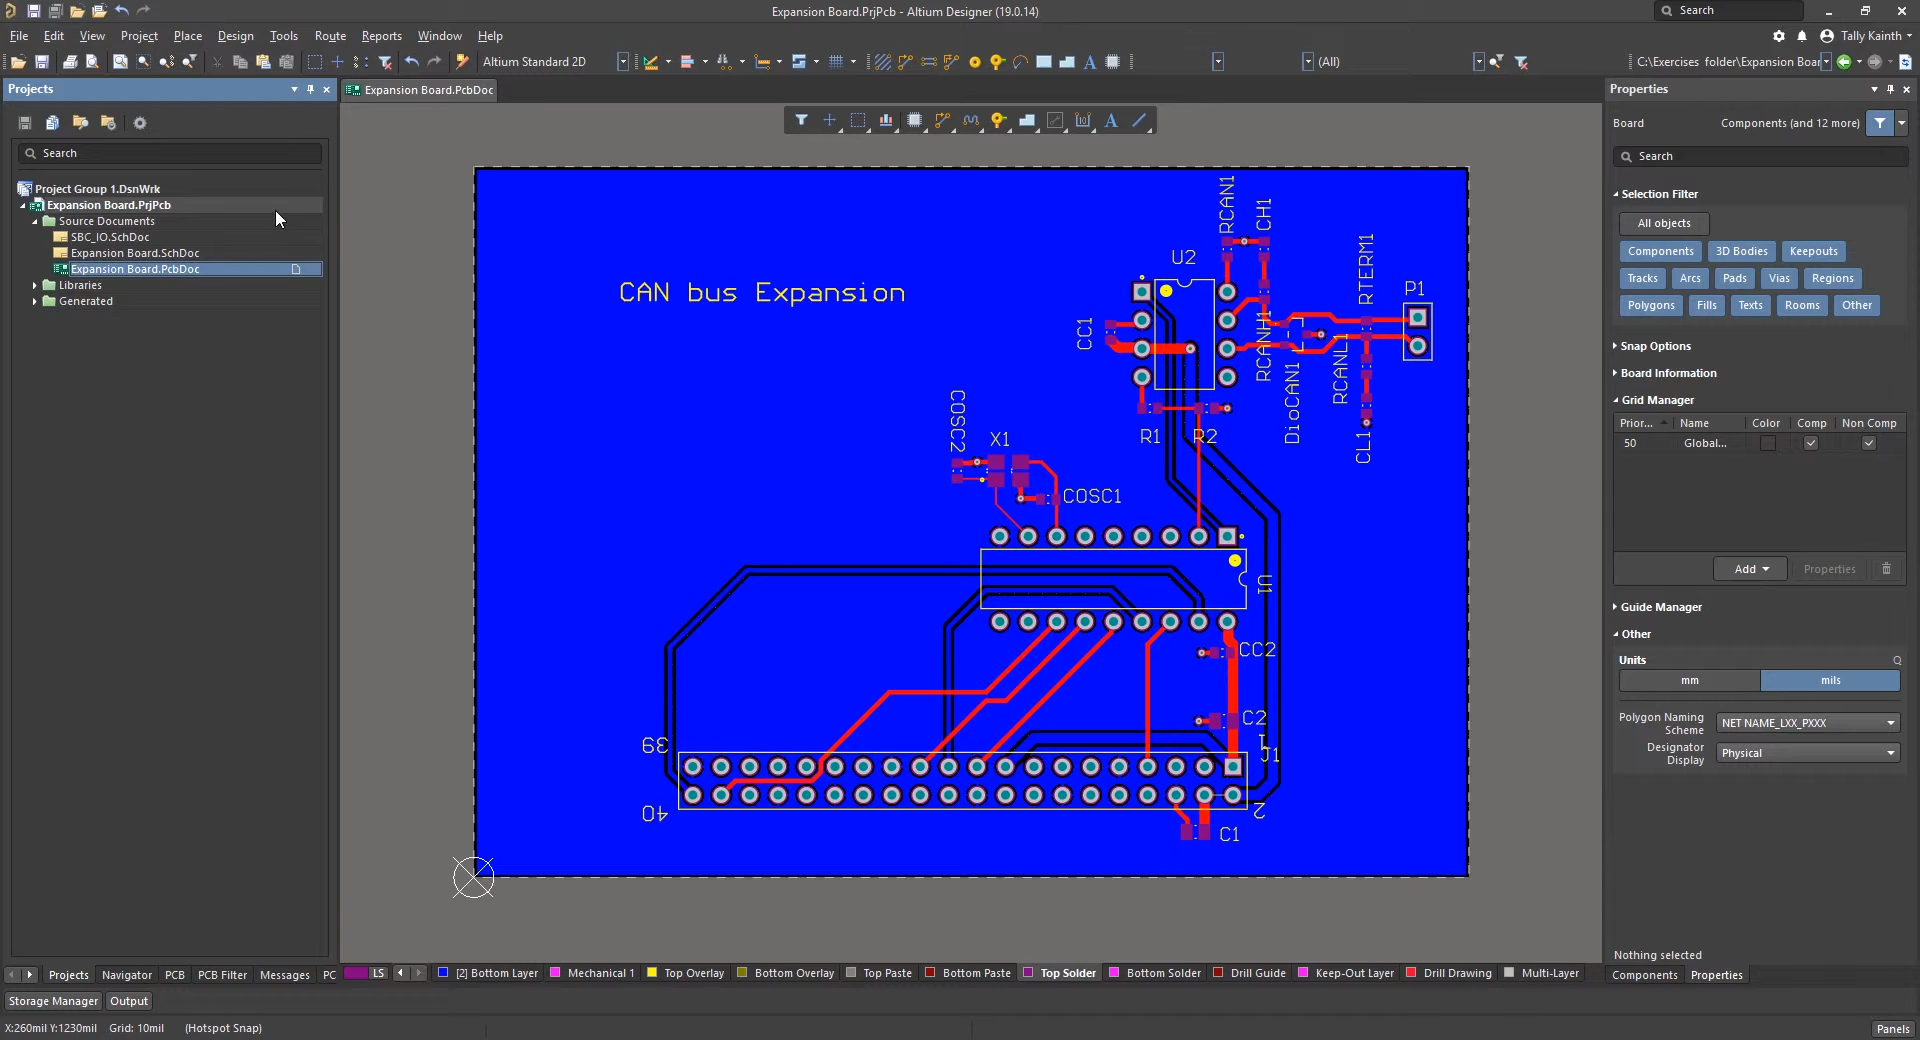 Expansion Board.PrjPcb - Altium Designer (19.0.14)
Search
File Edit View Project Place Design Tools Route Reports Window Help
Tally Kainth
Altium Standard 2D
(All)
C:\Exercises folder\Expansion Boar
Projects
Expansion Board.PcbDoc
Properties
Board
Components (and 12 more)
Search
Search
Project Group 1.DsnWrk
Expansion Board.PrjPcb
Source Documents
SBC_IO.SchDoc
Expansion Board.SchDoc
Expansion Board.PcbDoc
Libraries
Generated
CAN bus Expansion
RCAN1
CH1
U2
RTERM1
P1
CC1
RCANH1
RCANL1
DioCAN1
COSC2
R1
R2
X1
CL1
COSC1
U1
CC2
C2
1
J1
39
40
2
C1
Selection Filter
All objects
Components 3D Bodies Keepouts
Tracks Arcs Pads Vias Regions
Polygons Fills Texts Rooms Other
Snap Options
Board Information
Grid Manager
Prior... Name Color Comp Non Comp
50 Global...
Add Properties
Guide Manager
Other
Units
mm mils
Polygon Naming Scheme NET NAME_LXX_PXXX
Designator Display Physical
Nothing selected
Components Properties
Projects Navigator PCB PCB Filter Messages PC
LS [2] Bottom Layer Mechanical 1 Top Overlay Bottom Overlay Top Paste Bottom Paste Top Solder Bottom Solder Drill Guide Keep-Out Layer Drill Drawing Multi-Layer
Storage Manager Output
X:260mil Y:1230mil Grid: 10mil (Hotspot Snap)
Panels